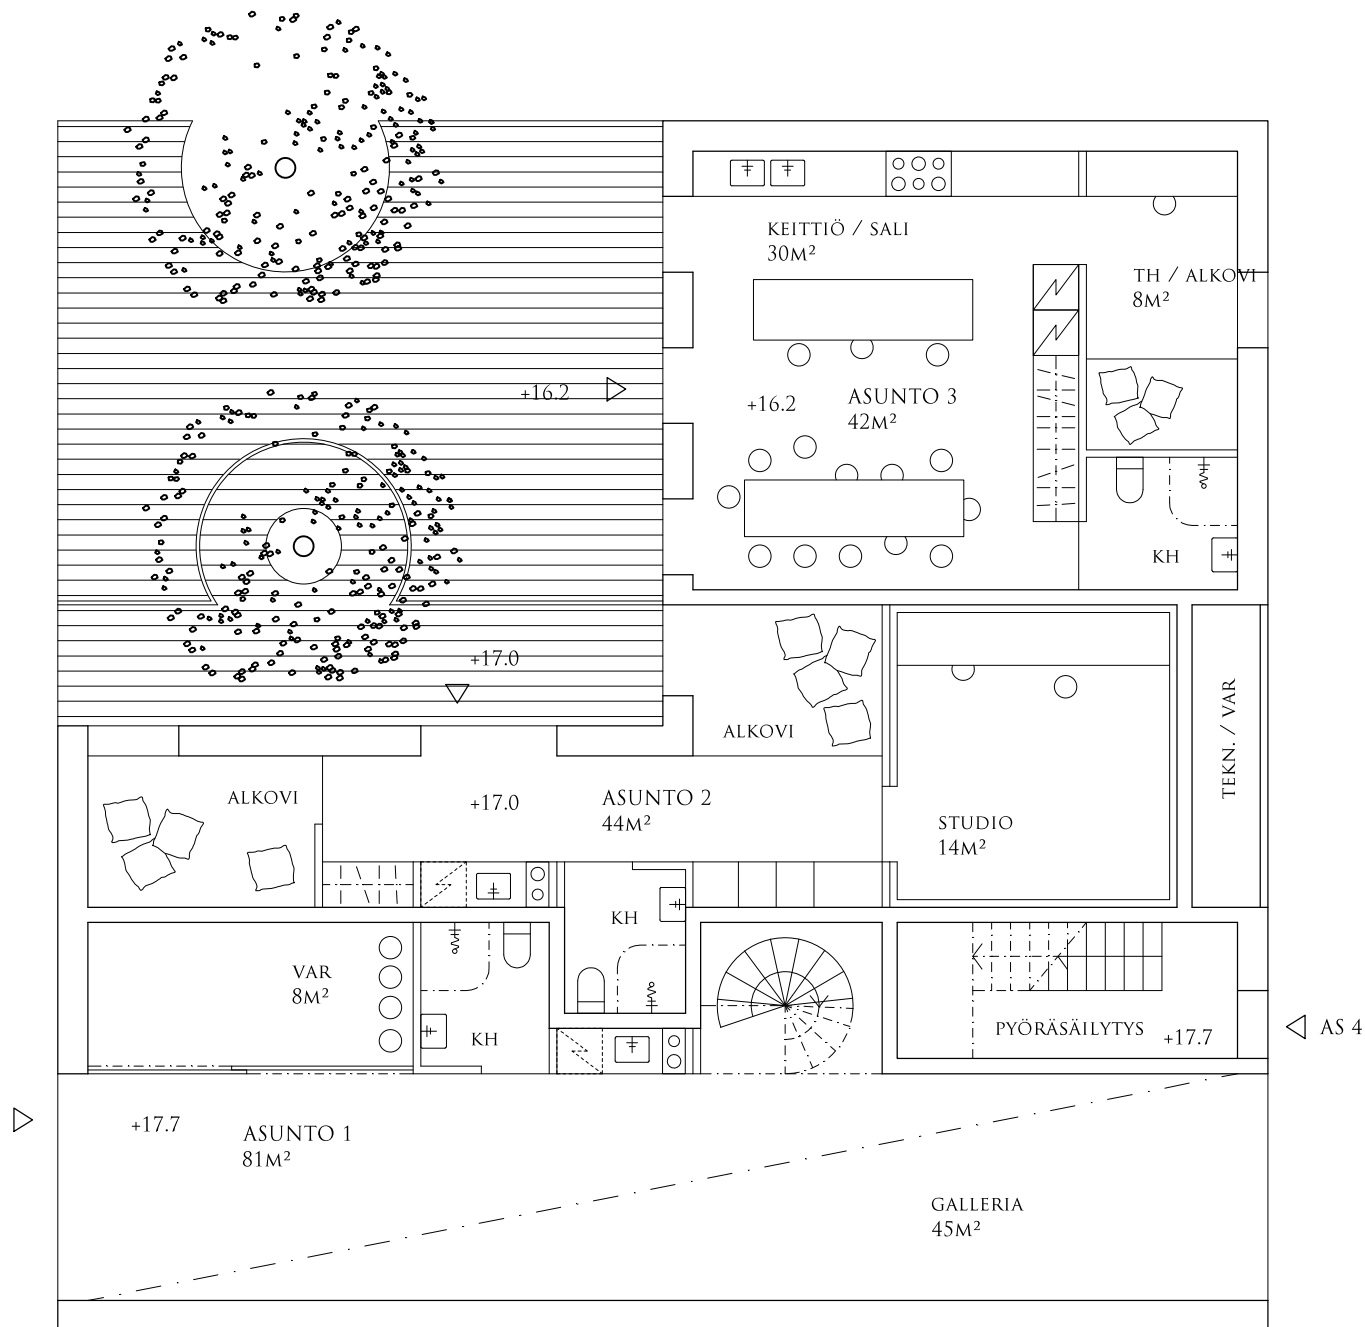 KEITTIÖ / SALI
30M²
TH / ALKOVI
8M²
+16.2
+16.2
ASUNTO 3
42M²
KH
+17.0
ALKOVI
TEKN. / VAR
ALKOVI
+17.0
ASUNTO 2
44M²
STUDIO
14M²
KH
VAR
8M²
KH
PYÖRÄSÄILYTYS
+17.7
AS 4
+17.7
ASUNTO 1
81M²
GALLERIA
45M²